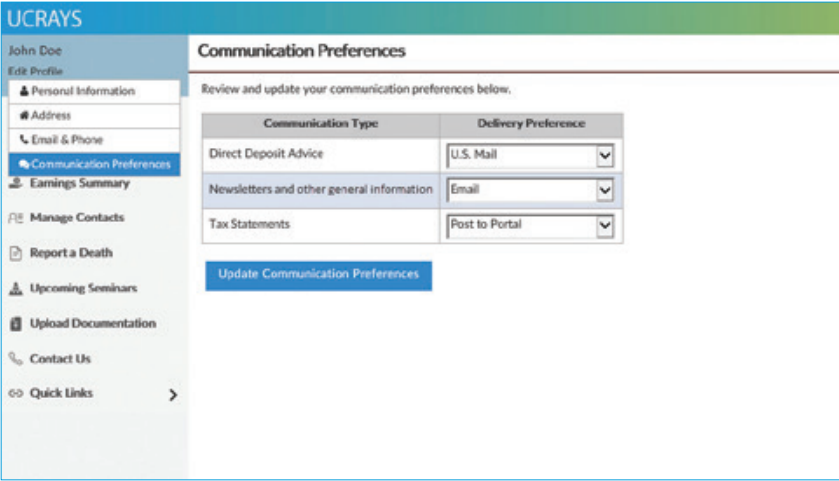 UCRAYS
John Doe
Edit Profile
Personal Information
Address
Email & Phone
Communication Preferences
Earnings Summary
Manage Contacts
Report a Death
Upcoming Seminars
Upload Documentation
Contact Us
Quick Links
Communication Preferences
Review and update your communication preferences below.
Communication Type Delivery Preference
Direct Deposit Advice U.S. Mail
Newsletters and other general information Email
Tax Statements Post to Portal
Update Communication Preferences